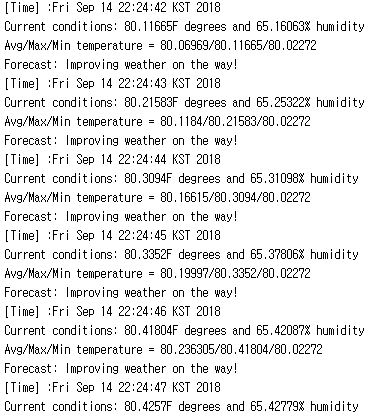 [Time] :Fri Sep 14 22:24:42 KST 2018
Current conditions: 80.11665F degrees and 65.16063% humidity
Avg/Max/Min temperature = 80.06969/80.11665/80.02272
Forecast: Improving weather on the way!
[Time] :Fri Sep 14 22:24:43 KST 2018
Current conditions: 80.21583F degrees and 65.25322% humidity
Avg/Max/Min temperature = 80.1184/80.21583/80.02272
Forecast: Improving weather on the way!
[Time] :Fri Sep 14 22:24:44 KST 2018
Current conditions: 80.3094F degrees and 65.31098% humidity
Avg/Max/Min temperature = 80.16615/80.3094/80.02272
Forecast: Improving weather on the way!
[Time] :Fri Sep 14 22:24:45 KST 2018
Current conditions: 80.3352F degrees and 65.37806% humidity
Avg/Max/Min temperature = 80.19997/80.3352/80.02272
Forecast: Improving weather on the way!
[Time] :Fri Sep 14 22:24:46 KST 2018
Current conditions: 80.41804F degrees and 65.42087% humidity
Avg/Max/Min temperature = 80.236305/80.41804/80.02272
Forecast: Improving weather on the way!
[Time] :Fri Sep 14 22:24:47 KST 2018
Current conditions: 80.4257F degrees and 65.42779% humidity